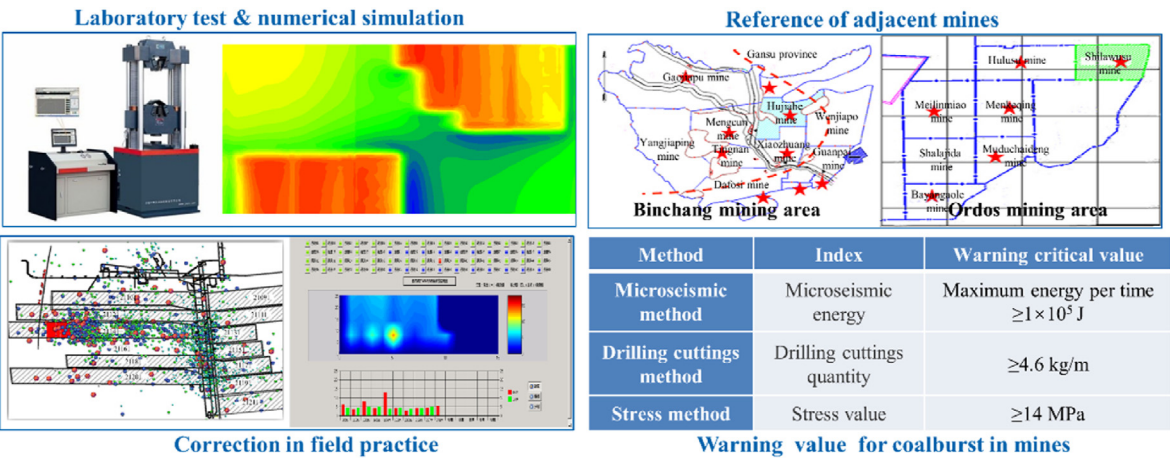 Laboratory test & numerical simulation
Reference of adjacent mines
Gansu province
Gaojiapu mine
Hujiahe
mine
Mengcun
mine
Wenjiapo
mine
Yangjiaping
mine
Tingnan
mine
Xiaozhuang
mine
Guanpai
mine
Dafosi mine
Binchang mining area
Hulusu mine
Shilawusu
mine
Meilinmiao
mine
Menkeqing
mine
Shalajida
mine
Muduchaideng
mine
Bayangaole
mine
Ordos mining area
Correction in field practice
Method Index Warning critical value
Microseismic
method
Microseismic
energy
Maximum energy per time
≥1×10⁵ J
Drilling cuttings
method
Drilling cuttings
quantity
≥4.6 kg/m
Stress method Stress value ≥14 MPa
Warning value for coalburst in mines